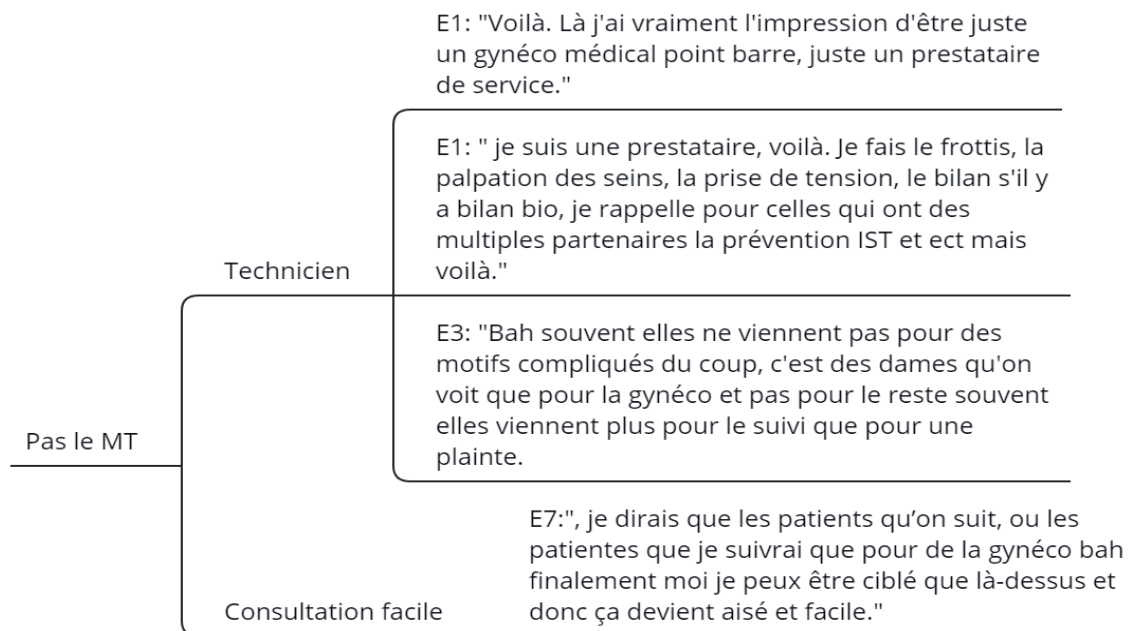 E1: "Voilà. Là j'ai vraiment l'impression d'être juste
un gynéco médical point barre, juste un prestataire
de service."
E1: " je suis une prestataire, voilà. Je fais le frottis, la
palpation des seins, la prise de tension, le bilan s'il y
a bilan bio, je rappelle pour celles qui ont des
multiples partenaires la prévention IST et ect mais
voilà."
Technicien
E3: "Bah souvent elles ne viennent pas pour des
motifs compliqués du coup, c'est des dames qu'on
voit que pour la gynéco et pas pour le reste souvent
elles viennent plus pour le suivi que pour une
plainte.
Pas le MT
E7:", je dirais que les patients qu’on suit, ou les
patientes que je suivrai que pour de la gynéco bah
finalement moi je peux être ciblé que là-dessus et
donc ça devient aisé et facile."
Consultation facile